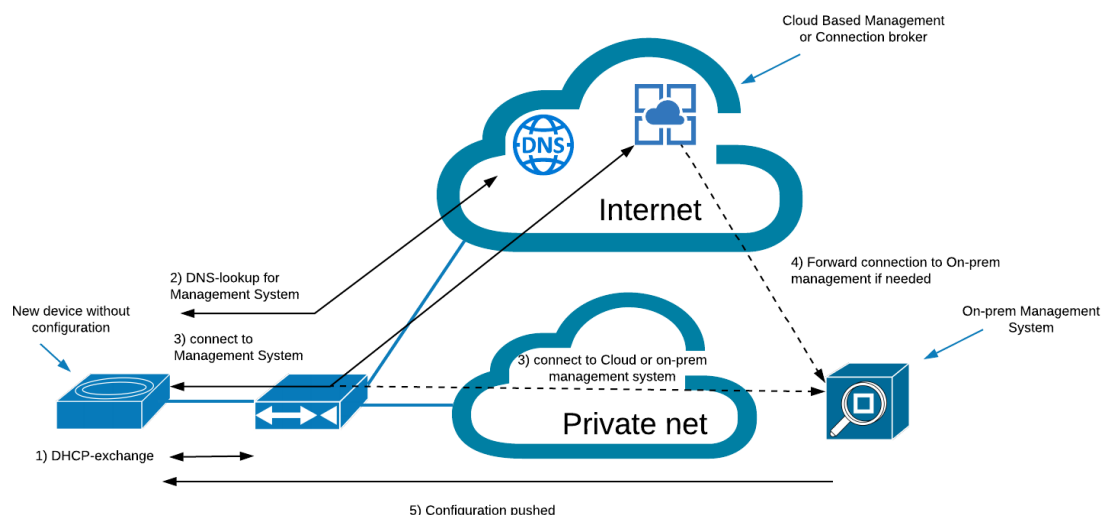 Cloud Based Management
or Connection broker
DNS
Internet
2) DNS-lookup for
Management System
4) Forward connection to On-prem
management if needed
New device without
configuration
On-prem Management
System
3) connect to
Management System
3) connect to Cloud or on-prem
management system
Private net
1) DHCP-exchange
5) Configuration pushed